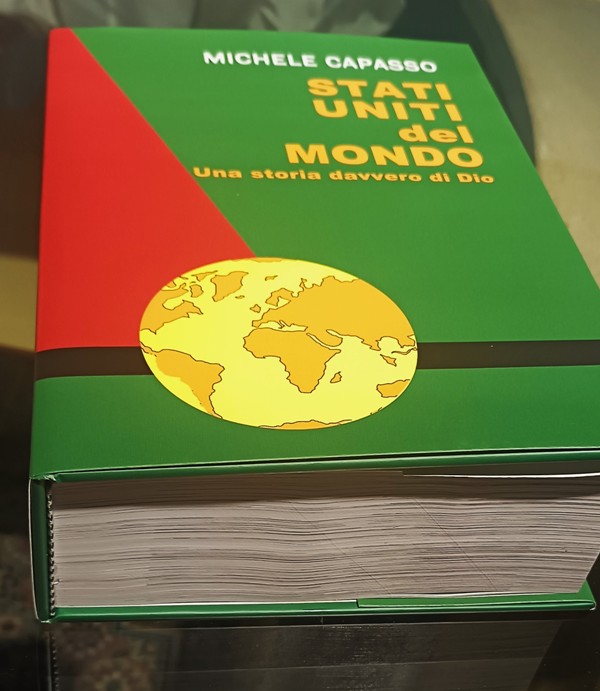 MICHELE CAPASSO
STATI
UNITI
del
MONDO
Una storia davvero di Dio